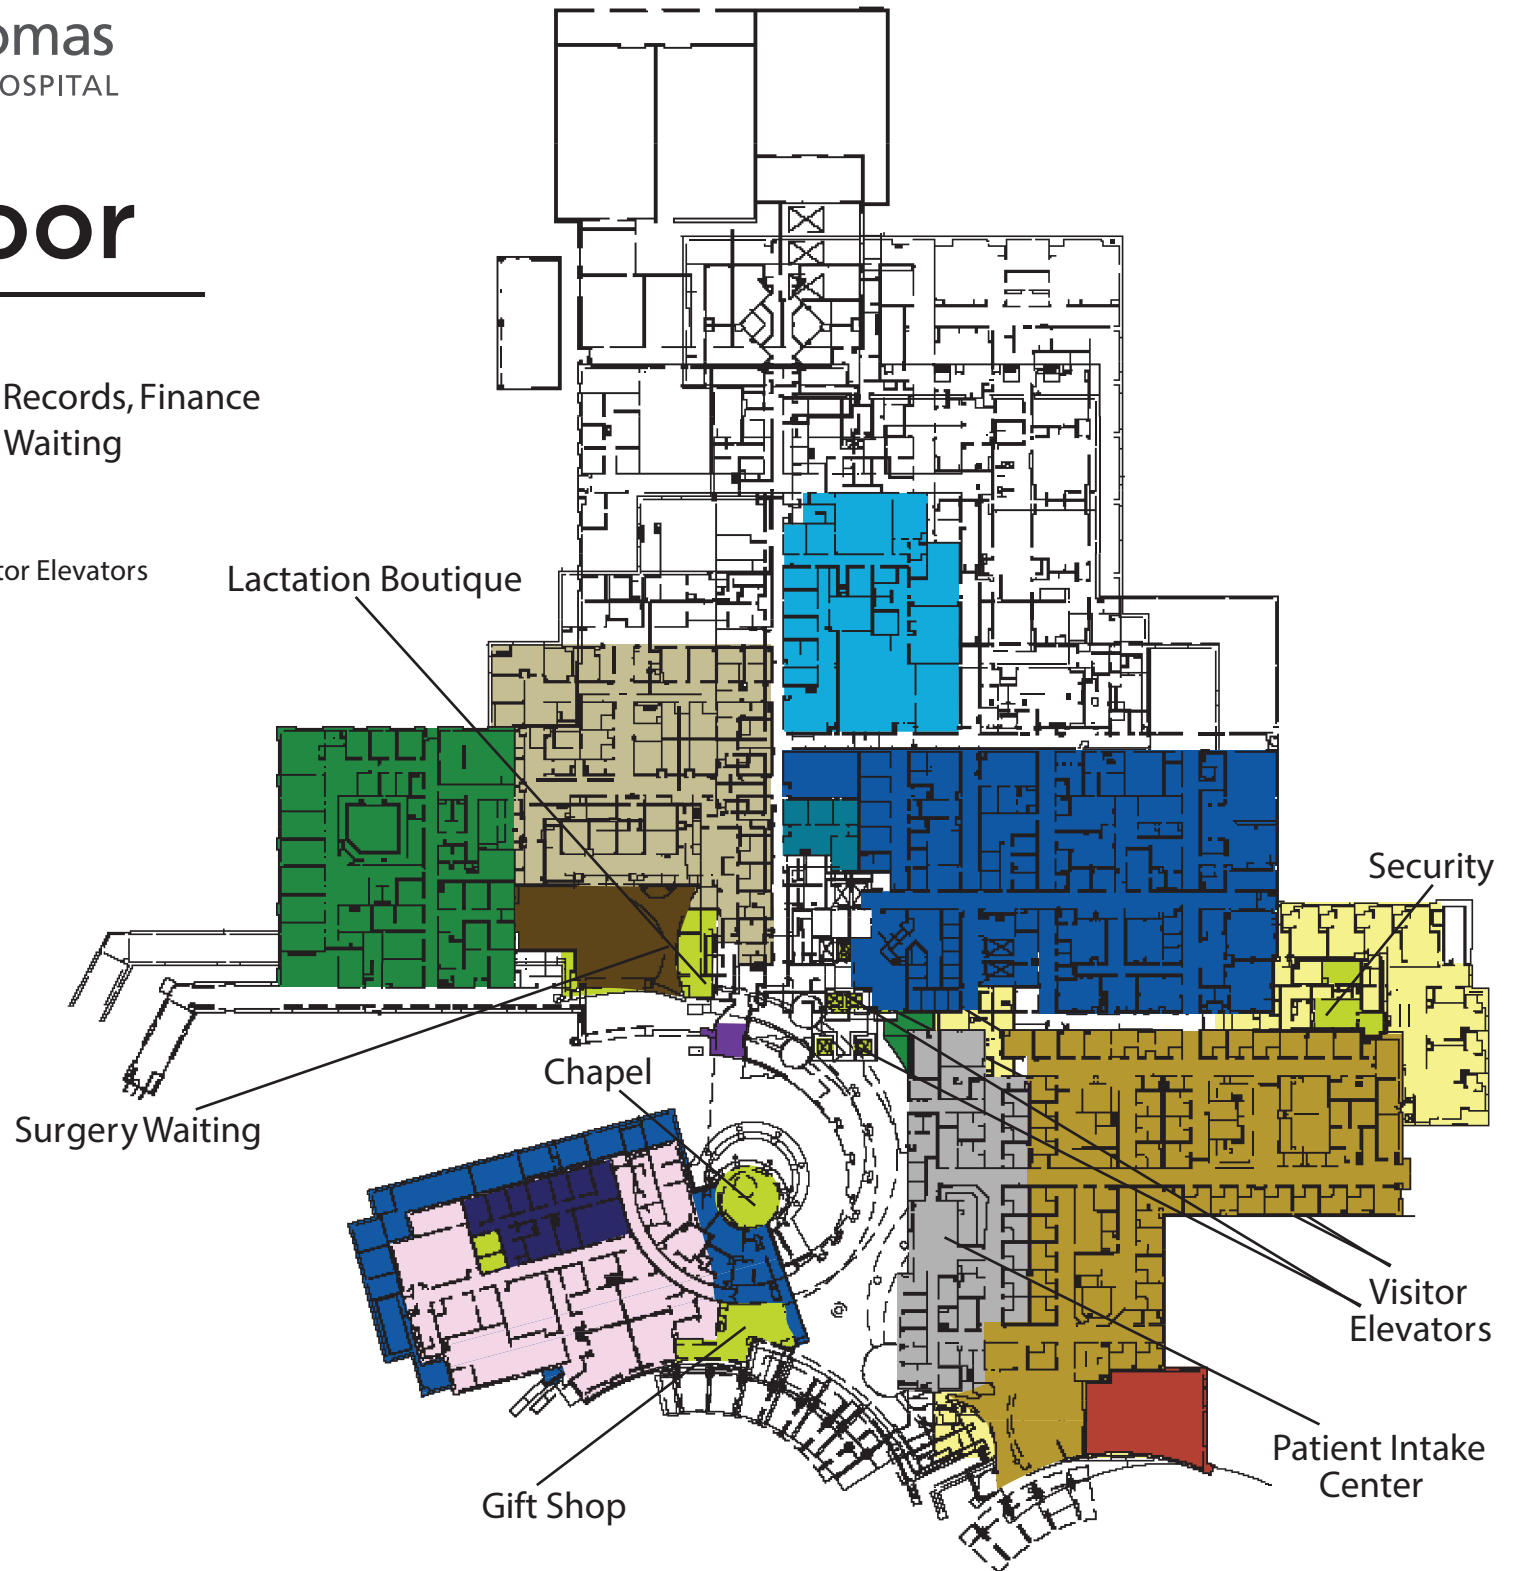 omas
OSPITAL
oor
Records, Finance
Waiting
tor Elevators
Lactation Boutique
Security
Chapel
Surgery Waiting
Visitor
Elevators
Patient Intake
Center
Gift Shop